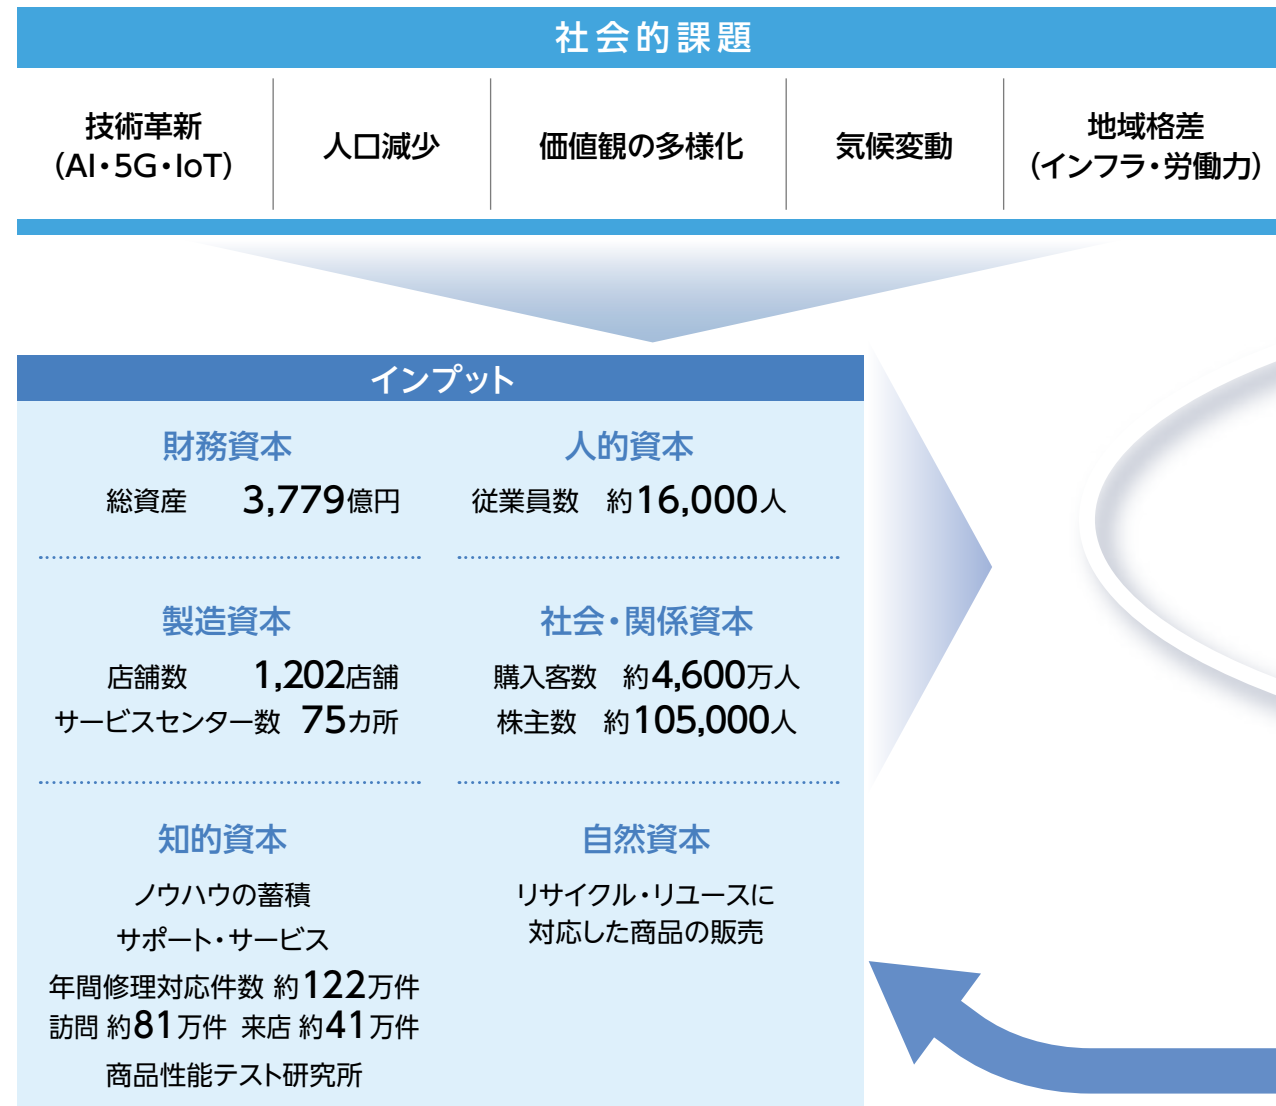 社会的課題
技術革新
（AI・5G・IoT）
人口減少
価値観の多様化
気候変動
地域格差
（インフラ・労働力）
インプット
財務資本
総資産 3,779億円
人的資本
従業員数 約16,000人
製造資本
店舗数 1,202店舗
サービスセンター数 75カ所
社会・関係資本
購入客数 約4,600万人
株主数 約105,000人
知的資本
ノウハウの蓄積
サポート・サービス
年間修理対応件数 約122万件
訪問 約81万件 来店 約41万件
商品性能テスト研究所
自然資本
リサイクル・リユースに
対応した商品の販売